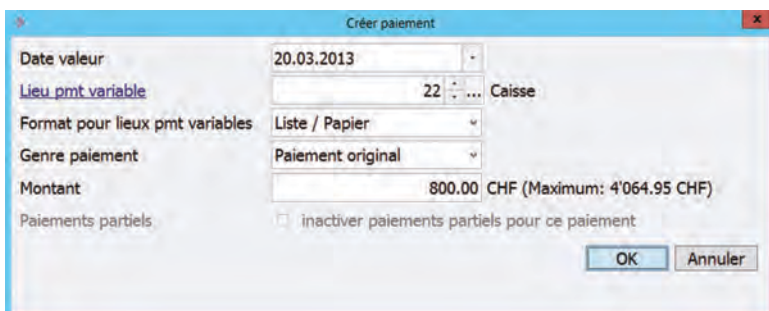 Créer paiement
x
Date valeur 20.03.2013
Lieu pmt variable 22 ... Caisse
Format pour lieux pmt variables Liste / Papier
Genre paiement Paiement original
Montant 800.00 CHF (Maximum: 4'064.95 CHF)
Paiements partiels inactiver paiements partiels pour ce paiement
OK Annuler